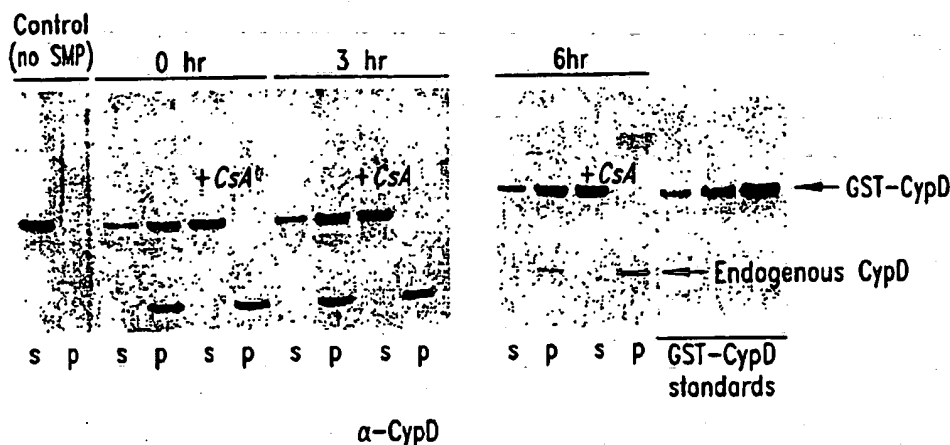 Control
(no SMP)
0 hr
3 hr
6hr
+ CsA
+ CsA
+ CsA
GST-CypD
Endogenous CypD
s p s p s p s p s p
s p s p
GST-CypD
standards
α-CypD